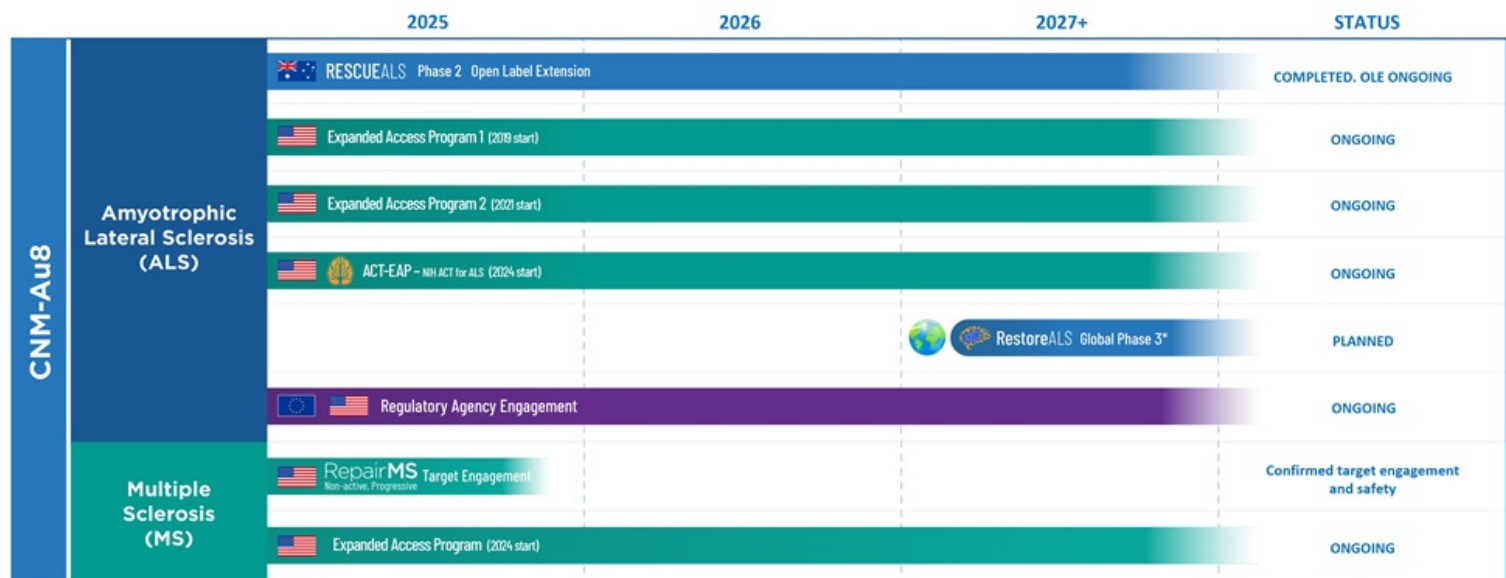 2025 2026 2027+ STATUS
CNM-Au8
Amyotrophic
Lateral Sclerosis
(ALS)
RESCUEALS Phase 2 Open Label Extension
COMPLETED. OLE ONGOING
Expanded Access Program 1 (2019 start)
ONGOING
Expanded Access Program 2 (2021 start)
ONGOING
ACT-EAP – NIH ACT for ALS (2024 start)
ONGOING
RestoreALS Global Phase 3*
PLANNED
Regulatory Agency Engagement
ONGOING
Multiple
Sclerosis
(MS)
RepairMS Target Engagement
Non-active, Progressive
Confirmed target engagement
and safety
Expanded Access Program (2024 start)
ONGOING